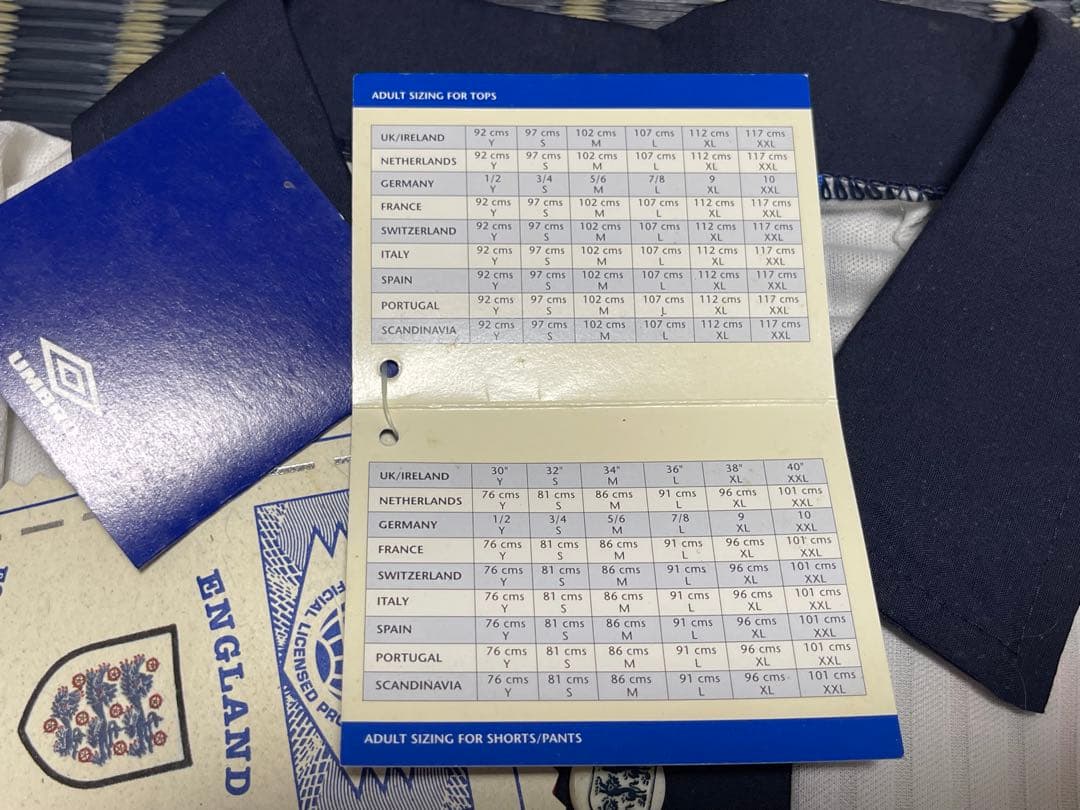 ADULT SIZING FOR TOPS
UK/IRELAND 92 cms Y 97 cms S 102 cms M 107 cms L 112 cms XL 117 cms XXL
NETHERLANDS 92 cms Y 97 cms S 102 cms M 107 cms L 112 cms XL 117 cms XXL
GERMANY 1/2 Y 3/4 S 5/6 M 7/8 L 9 XL 10 XXL
FRANCE 92 cms Y 97 cms S 102 cms M 107 cms L 112 cms XL 117 cms XXL
SWITZERLAND 92 cms Y 97 cms S 102 cms M 107 cms L 112 cms XL 117 cms XXL
ITALY 92 cms Y 97 cms S 102 cms M 107 cms L 112 cms XL 117 cms XXL
SPAIN 92 cms Y 97 cms S 102 cms M 107 cms L 112 cms XL 117 cms XXL
PORTUGAL 92 cms Y 97 cms S 102 cms M 107 cms L 112 cms XL 117 cms XXL
SCANDINAVIA 92 cms Y 97 cms S 102 cms M 107 cms L 112 cms XL 117 cms XXL
UK/IRELAND 30" Y 32" S 34" M 36" L 38" XL 40" XXL
NETHERLANDS 76 cms Y 81 cms S 86 cms M 91 cms L 96 cms XL 101 cms XXL
GERMANY 1/2 Y 3/4 S 5/6 M 7/8 L 9 XL 10 XXL
FRANCE 76 cms Y 81 cms S 86 cms M 91 cms L 96 cms XL 101 cms XXL
SWITZERLAND 76 cms Y 81 cms S 86 cms M 91 cms L 96 cms XL 101 cms XXL
ITALY 76 cms Y 81 cms S 86 cms M 91 cms L 96 cms XL 101 cms XXL
SPAIN 76 cms Y 81 cms S 86 cms M 91 cms L 96 cms XL 101 cms XXL
PORTUGAL 76 cms Y 81 cms S 86 cms M 91 cms L 96 cms XL 101 cms XXL
SCANDINAVIA 76 cms Y 81 cms S 86 cms M 91 cms L 96 cms XL 101 cms XXL
ADULT SIZING FOR SHORTS/PANTS
UMBRO
ENGLAND
LICENSED